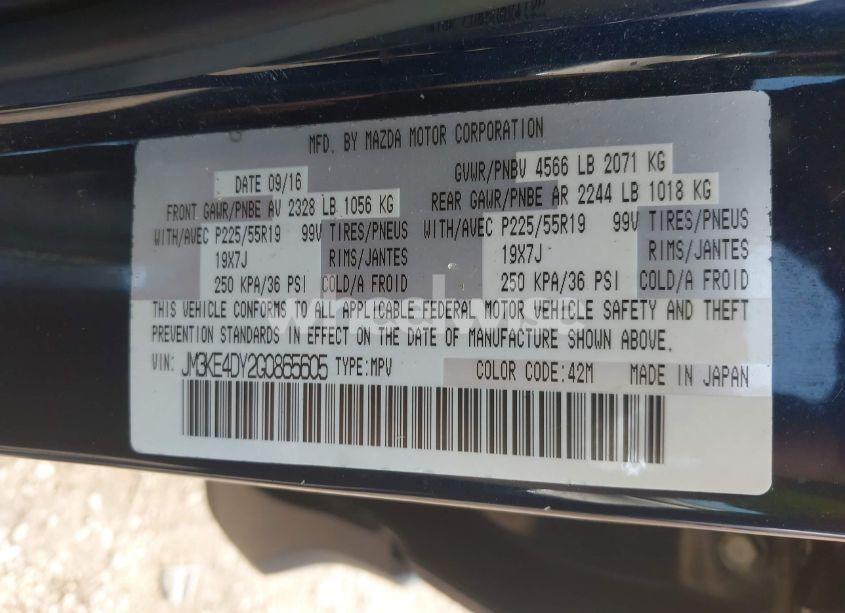 MFD. BY MAZDA MOTOR CORPORATION
DATE 09/16 GVWR/PNBV 4566 LB 2071 KG
FRONT GAWR/PNBE AV 2328 LB 1056 KG REAR GAWR/PNBE AR 2244 LB 1018 KG
WITH/AVEC P225/55R19 99V TIRES/PNEUS WITH/AVEC P225/55R19 99V TIRES/PNEUS
19X7J RIMS/JANTES 19X7J RIMS/JANTES
250 KPA/36 PSI COLD/A FROID 250 KPA/36 PSI COLD/A FROID
THIS VEHICLE CONFORMS TO ALL APPLICABLE FEDERAL MOTOR VEHICLE SAFETY AND THEFT
PREVENTION STANDARDS IN EFFECT ON THE DATE OF MANUFACTURE SHOWN ABOVE.
VIN: JM3KE4DY2G0865605 TYPE:MPV COLOR CODE:42M MADE IN JAPAN